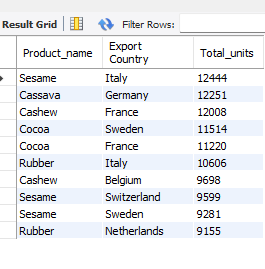 Result Grid Filter Rows:
Product_name Export Country Total_units
Sesame Italy 12444
Cassava Germany 12251
Cashew France 12008
Cocoa Sweden 11514
Cocoa France 11220
Rubber Italy 10606
Cashew Belgium 9698
Sesame Switzerland 9599
Sesame Sweden 9281
Rubber Netherlands 9155